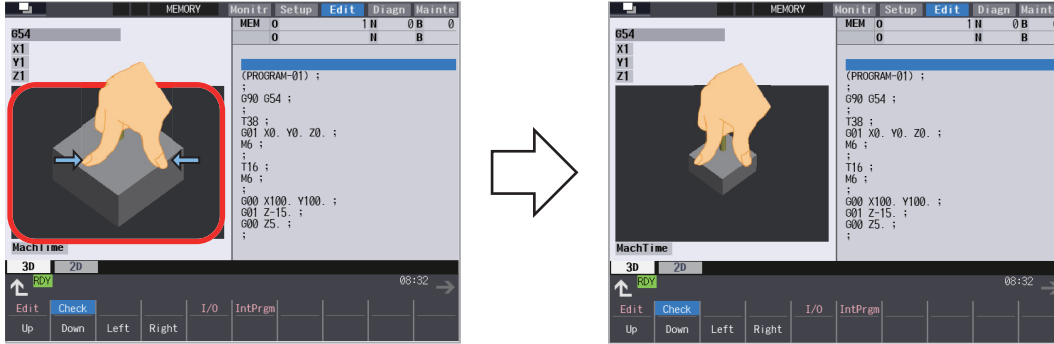 MEMORY Monitr Setup Edit Diagn Mainte
MEM O 1 N 0 B 0
0 N B
G54
X1
Y1
Z1
(PROGRAM-01) ;
;
G90 G54 ;
;
T38 ;
G01 X0. Y0. Z0. ;
M6 ;
;
T16 ;
M6 ;
;
G00 X100. Y100. ;
G01 Z-15. ;
G00 Z5. ;
;
MachTime
3D 2D
RDY 08:32
Edit Check I/O IntPrgm
Up Down Left Right
MEMORY Monitr Setup Edit Diagn Maint
MEM O 1 N 0 B
0 N B
G54
X1
Y1
Z1
(PROGRAM-01) ;
;
G90 G54 ;
;
T38 ;
G01 X0. Y0. Z0. ;
M6 ;
;
T16 ;
M6 ;
;
G00 X100. Y100. ;
G01 Z-15. ;
G00 Z5. ;
;
MachTime
3D 2D
RDY 08:32
Edit Check I/O IntPrgm
Up Down Left Right